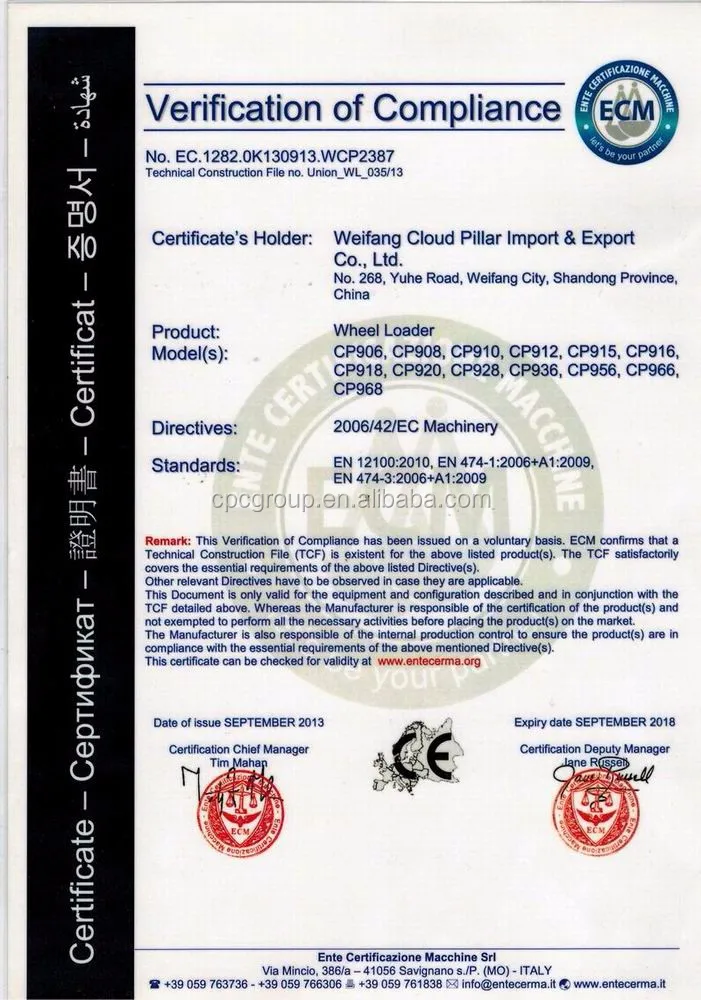 Certificate – Сертификат – 證明書 – Certificat – 증명서 – شهادة
Verification of Compliance
ENTE CERTIFICAZIONE MACCHINE
ECM
let's be your partner
No. EC.1282.0K130913.WCP2387
Technical Construction File no. Union_WL_035/13
Certificate's Holder: Weifang Cloud Pillar Import & Export
Co., Ltd.
No. 268, Yuhe Road, Weifang City, Shandong Province,
China
Product: Wheel Loader
Model(s): CP906, CP908, CP910, CP912, CP915, CP916,
CP918, CP920, CP928, CP936, CP956, CP966,
CP968
Directives: 2006/42/EC Machinery
Standards: EN 12100:2010, EN 474-1:2006+A1:2009,
EN 474-3:2006+A1:2009
cpcgroup.en.alibaba.com
Remark: This Verification of Compliance has been issued on a voluntary basis. ECM confirms that a
Technical Construction File (TCF) is existent for the above listed product(s). The TCF satisfactorily
covers the essential requirements of the above listed Directive(s).
Other relevant Directives have to be observed in case they are applicable.
This Document is only valid for the equipment and configuration described and in conjunction with the
TCF detailed above. Whereas the Manufacturer is responsible of the certification of the product(s) and
not exempted to perform all the necessary activities before placing the product(s) on the market.
The Manufacturer is also responsible of the internal production control to ensure the product(s) are in
compliance with the essential requirements of the above mentioned Directive(s).
This certificate can be checked for validity at www.entecerma.org
Date of issue SEPTEMBER 2013 Expiry date SEPTEMBER 2018
Certification Chief Manager
Tim Mahan
Certification Deputy Manager
Jane Russell
CE
ECM
ECM
Ente Certificazione Macchine Srl
Via Mincio, 386/a – 41056 Savignano s./P. (MO) - ITALY
+39 059 763736 - +39 059 766306 +39 059 761838 info@entecerma.it www.entecerma.it